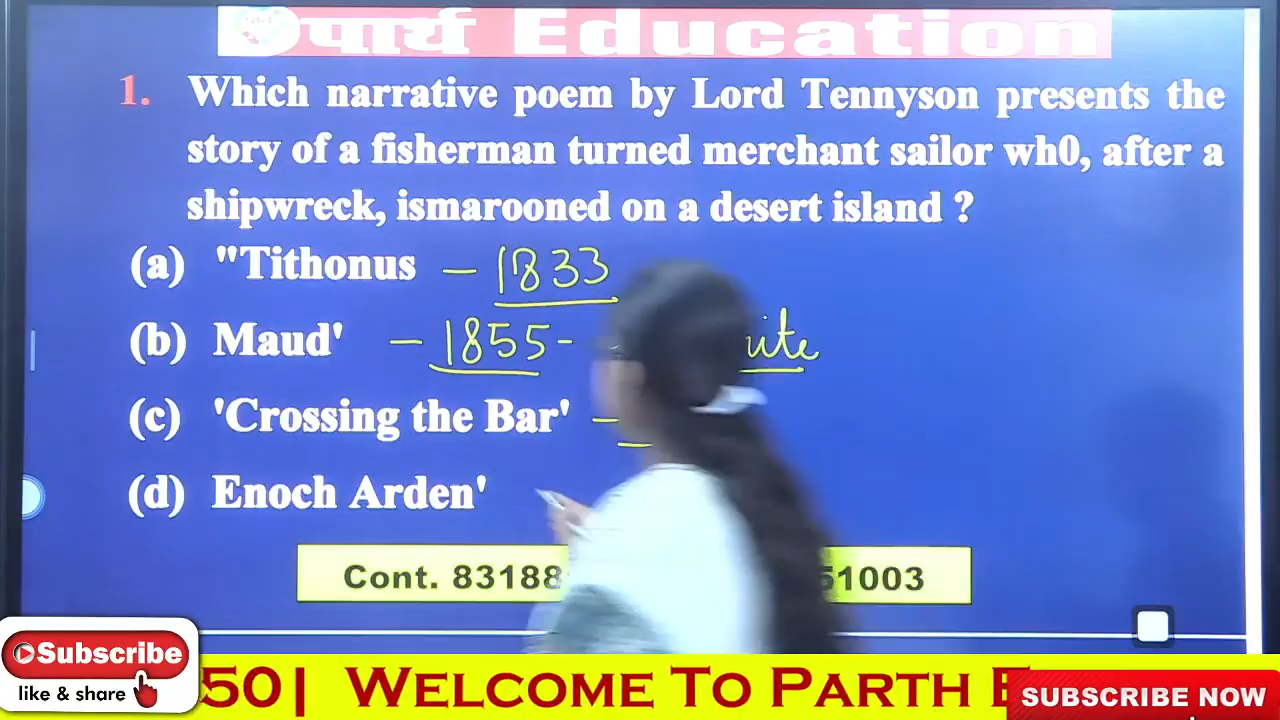 पार्थ Education
1. Which narrative poem by Lord Tennyson presents the
story of a fisherman turned merchant sailor wh0, after a
shipwreck, ismarooned on a desert island ?
(a) "Tithonus – 1833
(b) Maud' – 1855-
(c) 'Crossing the Bar' –
(d) Enoch Arden'
Cont. 83188 51003
Subscribe
like & share
50| WELCOME TO PARTH E
SUBSCRIBE NOW